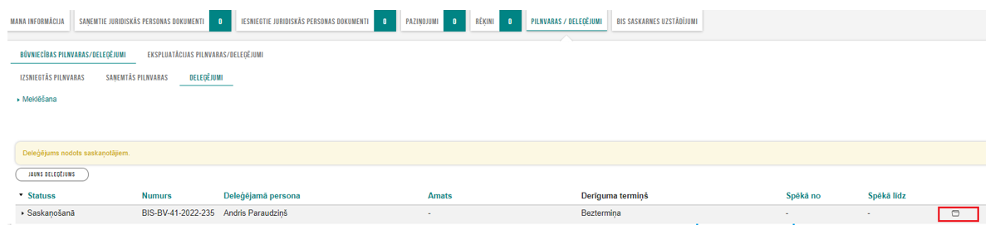 MANA INFORMĀCIJA SAŅEMTIE JURIDISKĀS PERSONAS DOKUMENTI 0 IESNIEGTIE JURIDISKĀS PERSONAS DOKUMENTI 0 PAZIŅOJUMI 0 RĒĶINI 0 PILNVARAS / DELEĢĒJUMI BIS SASKARNES UZSTĀDĪJUMI
BŪVNIECĪBAS PILNVARAS/DELEĢĒJUMI EKSPLUATĀCIJAS PILNVARAS/DELEĢĒJUMI
IZSNIEGTĀS PILNVARAS SAŅEMTĀS PILNVARAS DELEĢĒJUMI
Meklēšana
Deleģējums nodots saskaņotājiem.
JAUNS DELEĢĒJUMS
Statuss Numurs Deleģējamā persona Amats Derīguma termiņš Spēkā no Spēkā līdz
Saskaņošanā BIS-BV-41-2022-235 Andris Paraudziņš - Beztermiņa - -